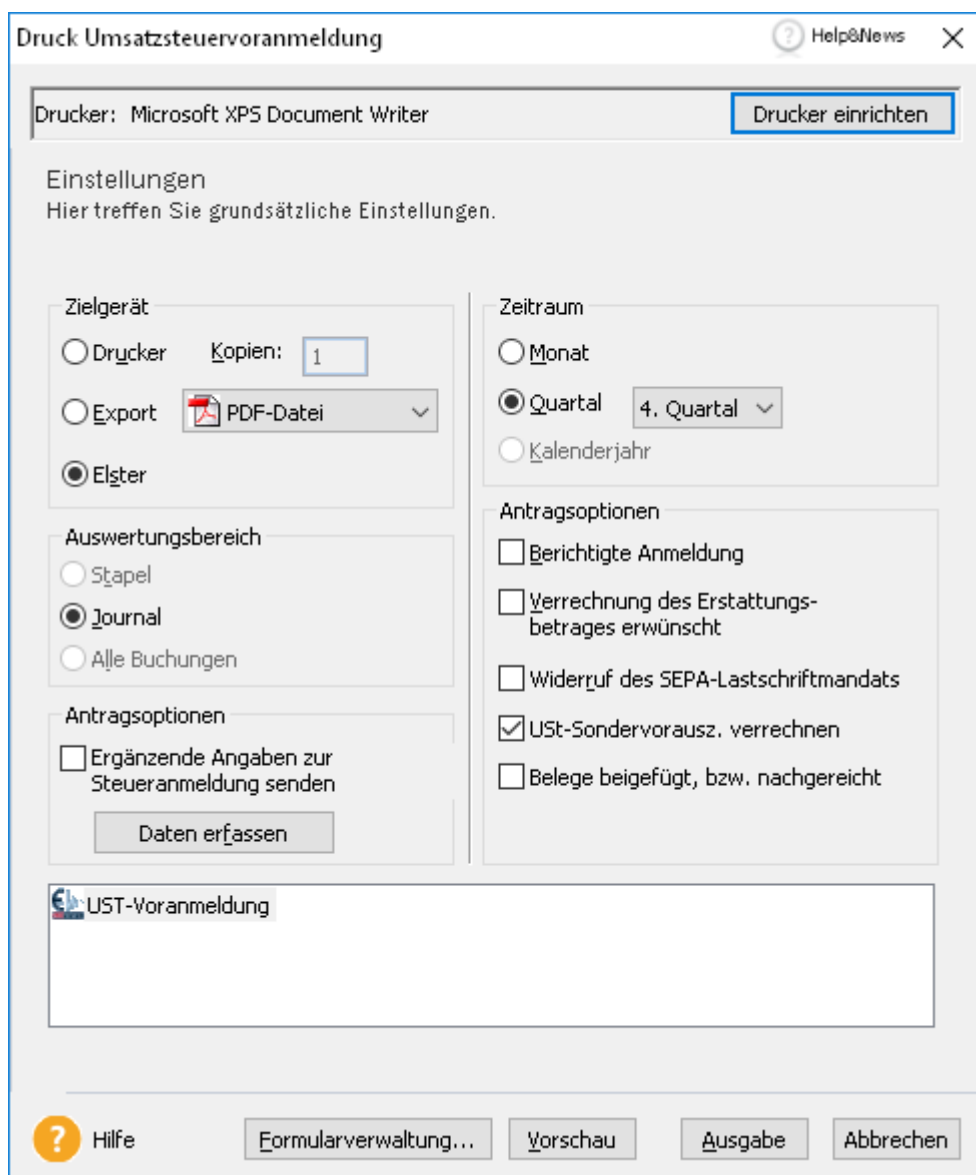 Druck Umsatzsteuervoranmeldung
? Help&News
Drucker: Microsoft XPS Document Writer
Drucker einrichten
Einstellungen
Hier treffen Sie grundsätzliche Einstellungen.
Zielgerät
Drucker Kopien: 1
Export PDF-Datei
Elster
Auswertungsbereich
Stapel
Journal
Alle Buchungen
Antragsoptionen
Ergänzende Angaben zur
Steueranmeldung senden
Daten erfassen
Zeitraum
Monat
Quartal 4. Quartal
Kalenderjahr
Antragsoptionen
Berichtigte Anmeldung
Verrechnung des Erstattungs-
betrages erwünscht
Widerruf des SEPA-Lastschriftmandats
USt-Sondervorausz. verrechnen
Belege beigefügt, bzw. nachgereicht
UST-Voranmeldung
? Hilfe
Formularverwaltung...
Vorschau
Ausgabe
Abbrechen